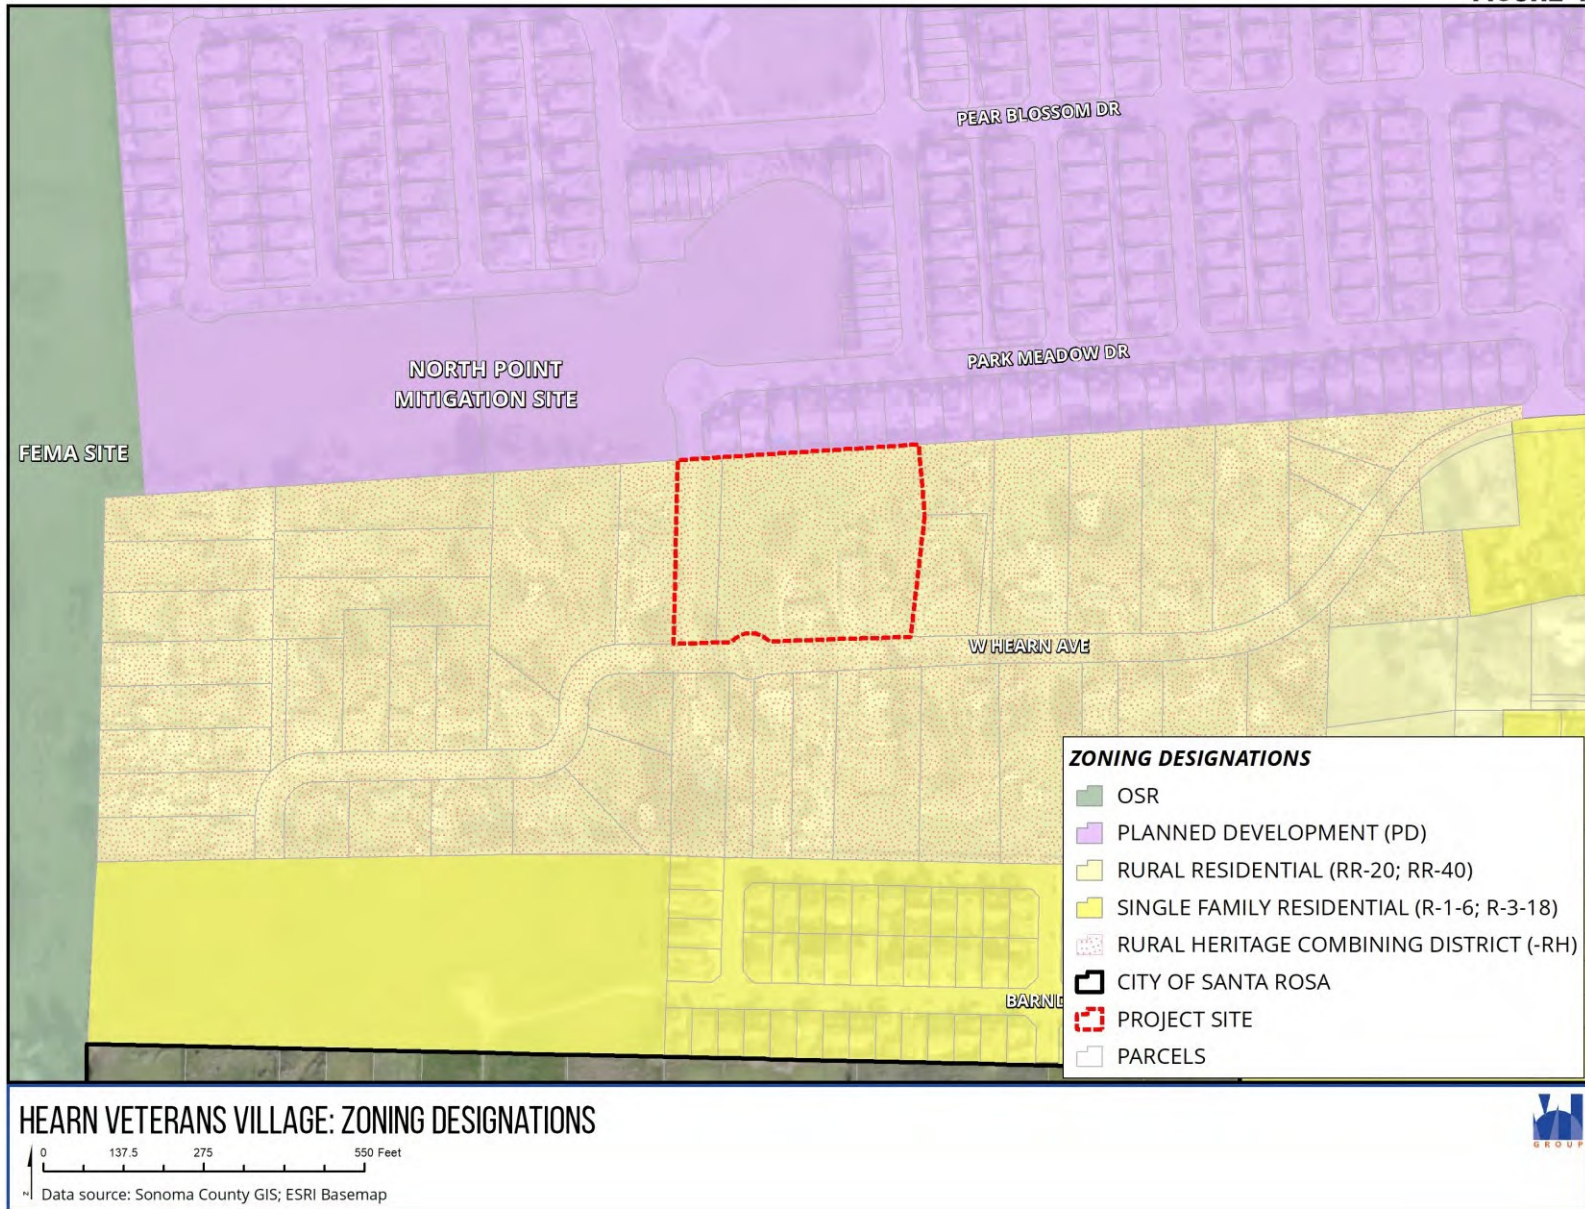 PEAR BLOSSOM DR
PARK MEADOW DR
NORTH POINT
MITIGATION SITE
FEMA SITE
W HEARN AVE
ZONING DESIGNATIONS
OSR
PLANNED DEVELOPMENT (PD)
RURAL RESIDENTIAL (RR-20; RR-40)
SINGLE FAMILY RESIDENTIAL (R-1-6; R-3-18)
RURAL HERITAGE COMBINING DISTRICT (-RH)
CITY OF SANTA ROSA
PROJECT SITE
PARCELS
HEARN VETERANS VILLAGE: ZONING DESIGNATIONS
0 137.5 275 550 Feet
N
Data source: Sonoma County GIS; ESRI Basemap
GROUP